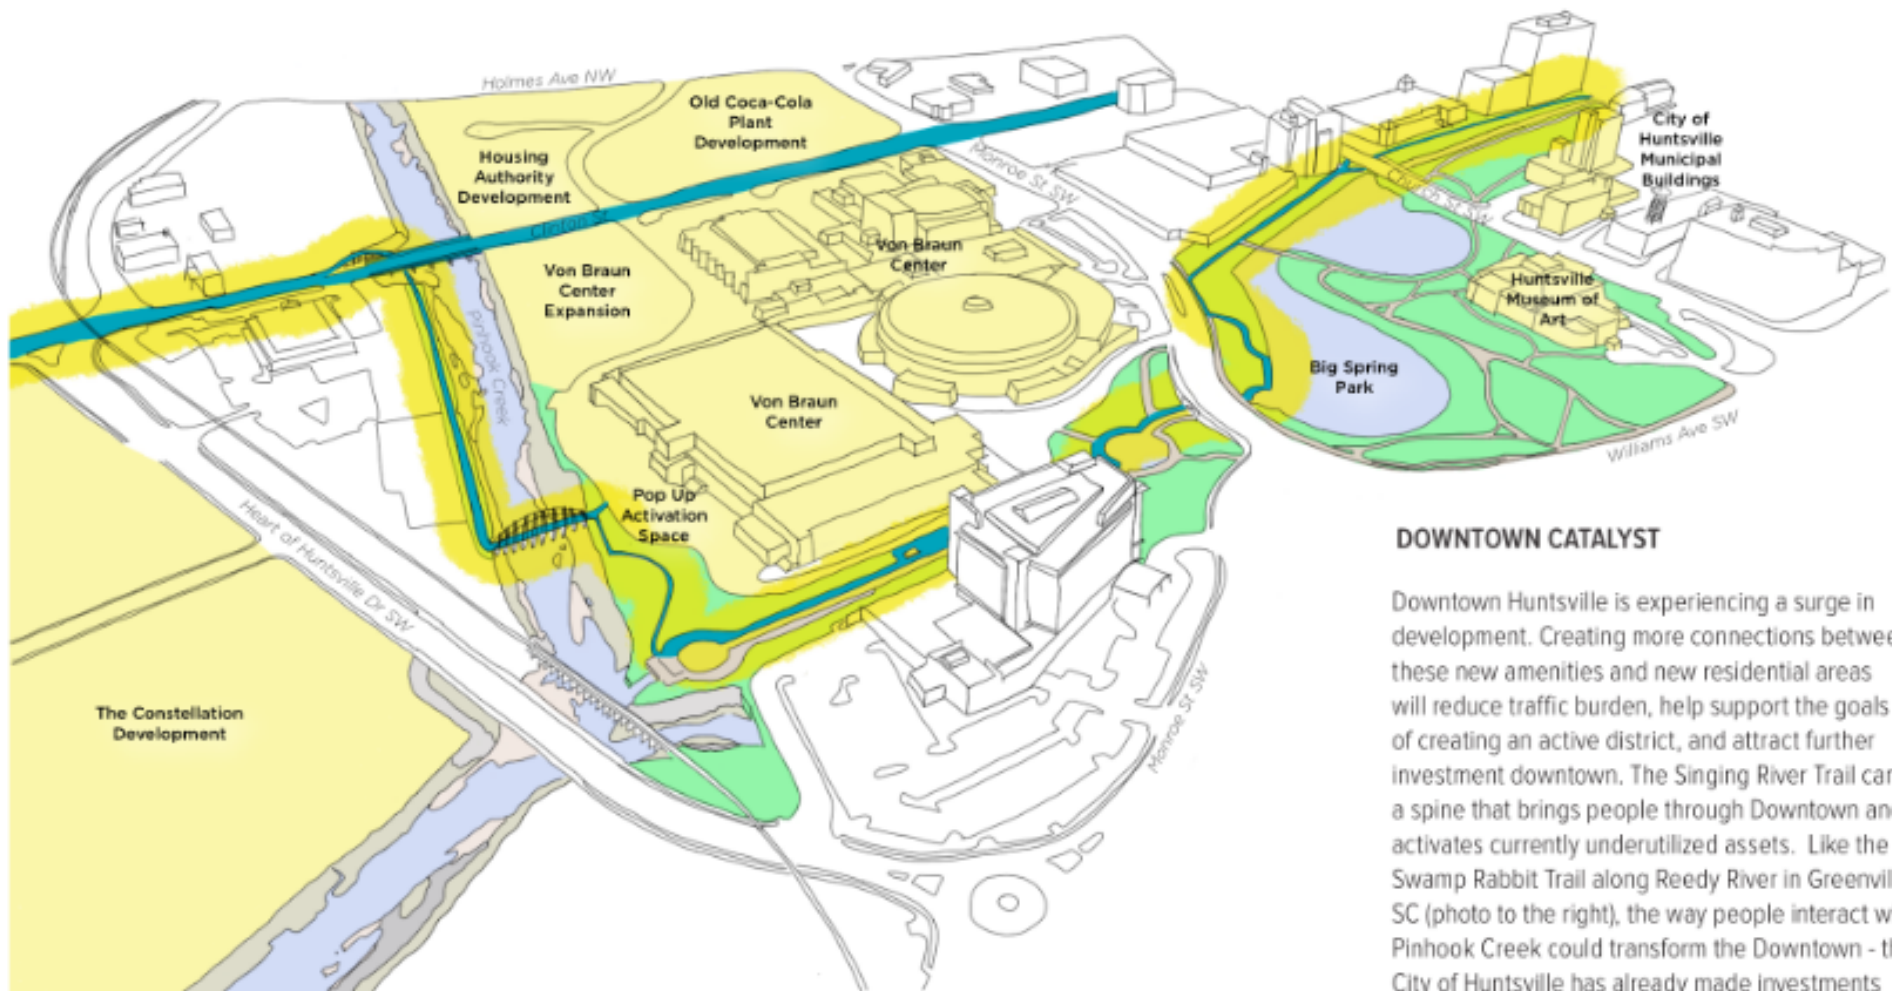 Holmes Ave NW
Old Coca-Cola
Plant
Development
Housing
Authority
Development
Clinton St
Monroe St SW
City of
Huntsville
Municipal
Buildings
Church St SW
Von Braun
Center
Expansion
Von Braun
Center
Huntsville
Museum of
Art
Pinhook Creek
Von Braun
Center
Big Spring
Park
Williams Ave SW
Pop Up
Activation
Space
Heart of Huntsville Dr SW
The Constellation
Development
Monroe St SW
DOWNTOWN CATALYST
Downtown Huntsville is experiencing a surge in
development. Creating more connections betwee
these new amenities and new residential areas
will reduce traffic burden, help support the goals
of creating an active district, and attract further
investment downtown. The Singing River Trail car
a spine that brings people through Downtown and
activates currently underutilized assets. Like the
Swamp Rabbit Trail along Reedy River in Greenvil
SC (photo to the right), the way people interact w
Pinhook Creek could transform the Downtown - th
City of Huntsville has already made investments